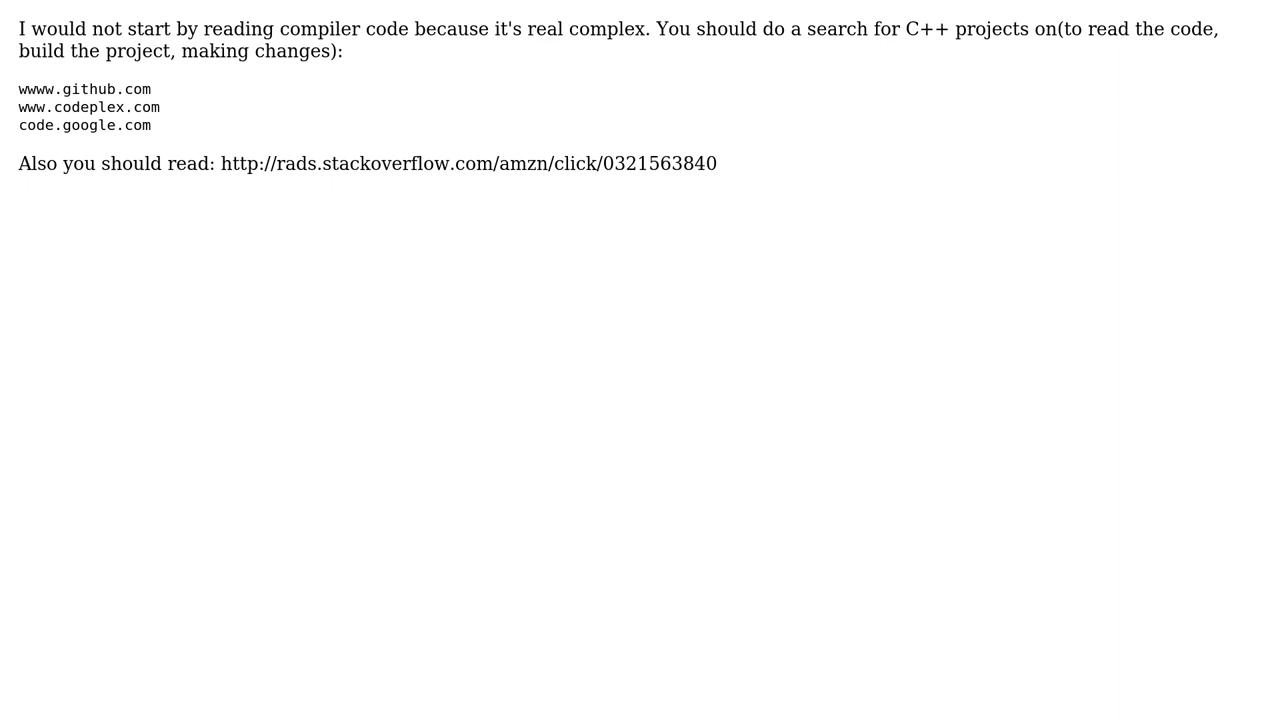 I would not start by reading compiler code because it's real complex. You should do a search for C++ projects on(to read the code,
build the project, making changes):
wwww.github.com
www.codeplex.com
code.google.com
Also you should read: http://rads.stackoverflow.com/amzn/click/0321563840